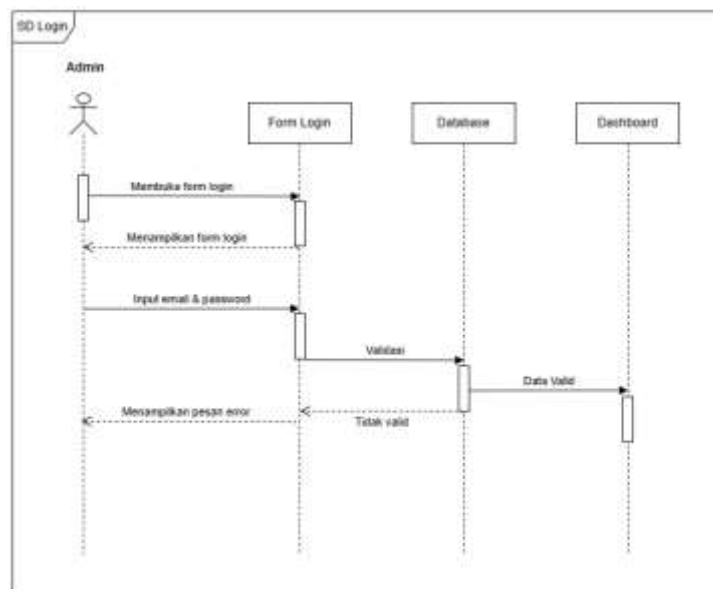 SD Login
Admin
Form Login
Database
Dashboard
Membuka form login
Menampilkan form login
Input email & password
Validasi
Data Valid
Menampilkan pesan error
Tidak valid